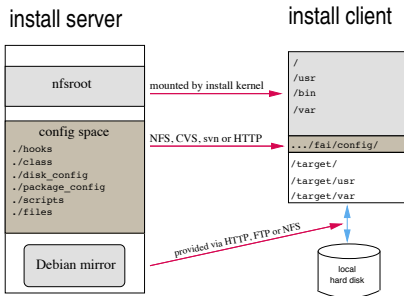 install server
install client
nfsroot
mounted by install kernel
/
/usr
/bin
/var
config space
./hooks
./class
./disk_config
./package_config
./scripts
./files
NFS, CVS, svn or HTTP
.../fai/config/
/target/
/target/usr
/target/var
provided via HTTP, FTP or NFS
Debian mirror
local
hard disk